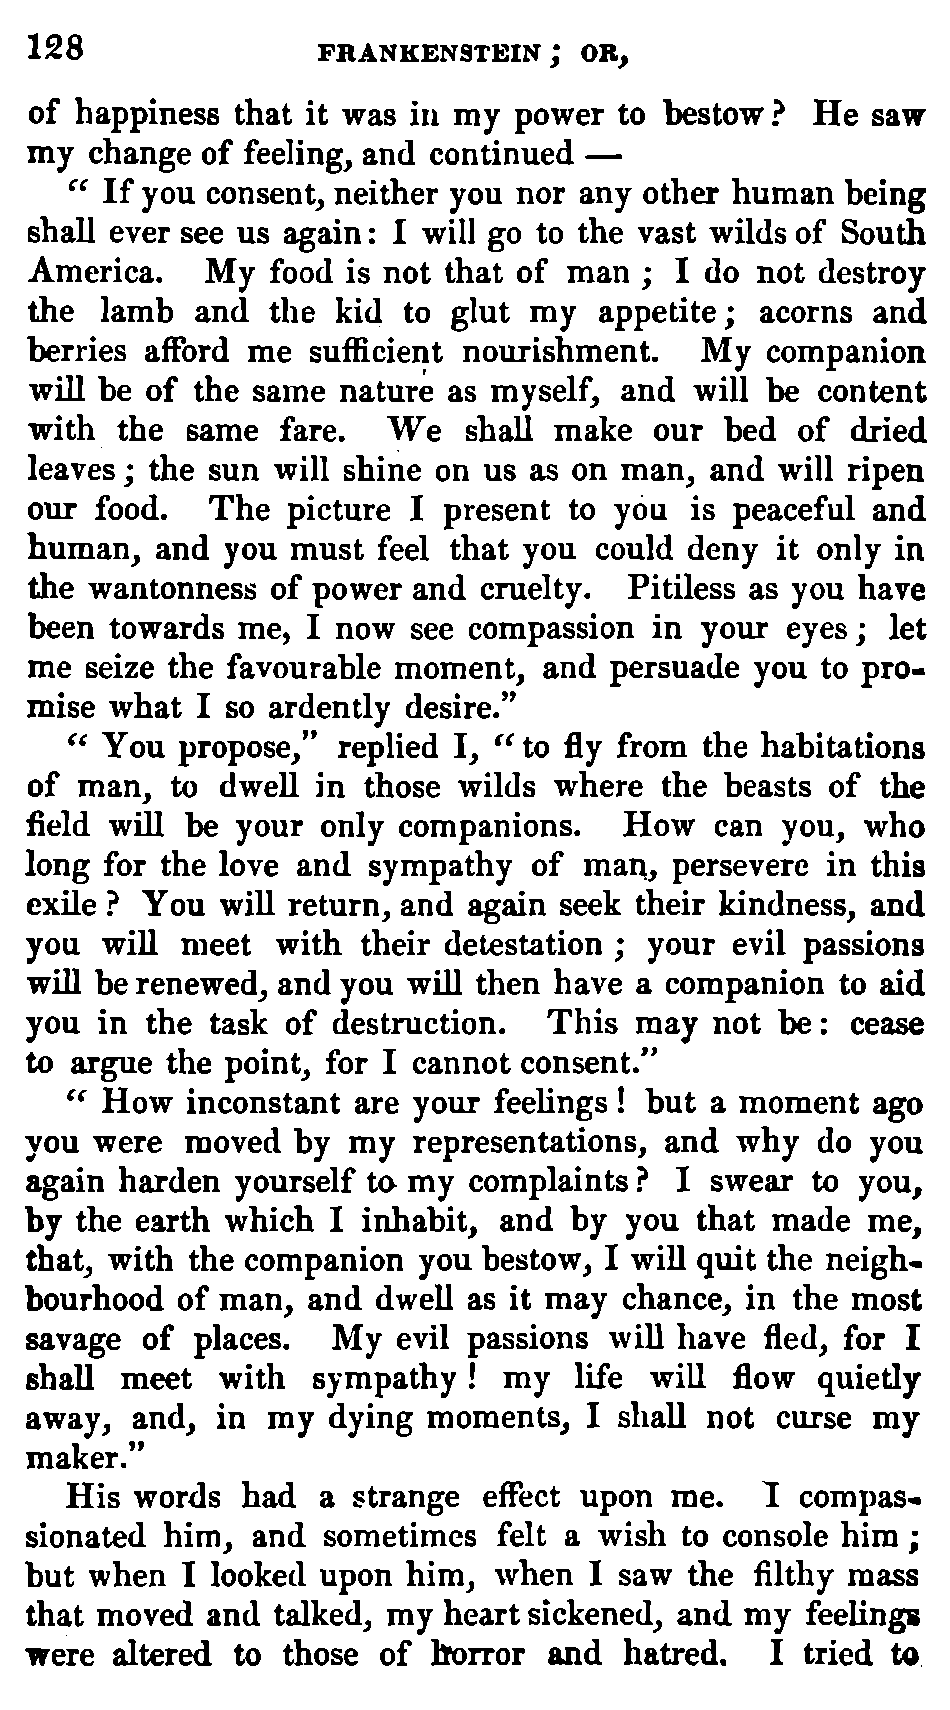 128 FRANKENSTEIN ; OR,
of happiness that it was in my power to bestow ? He saw
my change of feeling, and continued —
“ If you consent, neither you nor any other human being
shall ever see us again : I will go to the vast wilds of South
America. My food is not that of man ; I do not destroy
the lamb and the kid to glut my appetite ; acorns and
berries afford me sufficient nourishment. My companion
will be of the same nature as myself, and will be content
with the same fare. We shall make our bed of dried
leaves ; the sun will shine on us as on man, and will ripen
our food. The picture I present to you is peaceful and
human, and you must feel that you could deny it only in
the wantonness of power and cruelty. Pitiless as you have
been towards me, I now see compassion in your eyes ; let
me seize the favourable moment, and persuade you to pro-
mise what I so ardently desire.”
“ You propose,” replied I, “ to fly from the habitations
of man, to dwell in those wilds where the beasts of the
field will be your only companions. How can you, who
long for the love and sympathy of man, persevere in this
exile ? You will return, and again seek their kindness, and
you will meet with their detestation ; your evil passions
will be renewed, and you will then have a companion to aid
you in the task of destruction. This may not be : cease
to argue the point, for I cannot consent.”
“ How inconstant are your feelings ! but a moment ago
you were moved by my representations, and why do you
again harden yourself to my complaints ? I swear to you,
by the earth which I inhabit, and by you that made me,
that, with the companion you bestow, I will quit the neigh-
bourhood of man, and dwell as it may chance, in the most
savage of places. My evil passions will have fled, for I
shall meet with sympathy ! my life will flow quietly
away, and, in my dying moments, I shall not curse my
maker.”
His words had a strange effect upon me. I compas-
sionated him, and sometimes felt a wish to console him ;
but when I looked upon him, when I saw the filthy mass
that moved and talked, my heart sickened, and my feelings
were altered to those of horror and hatred. I tried to